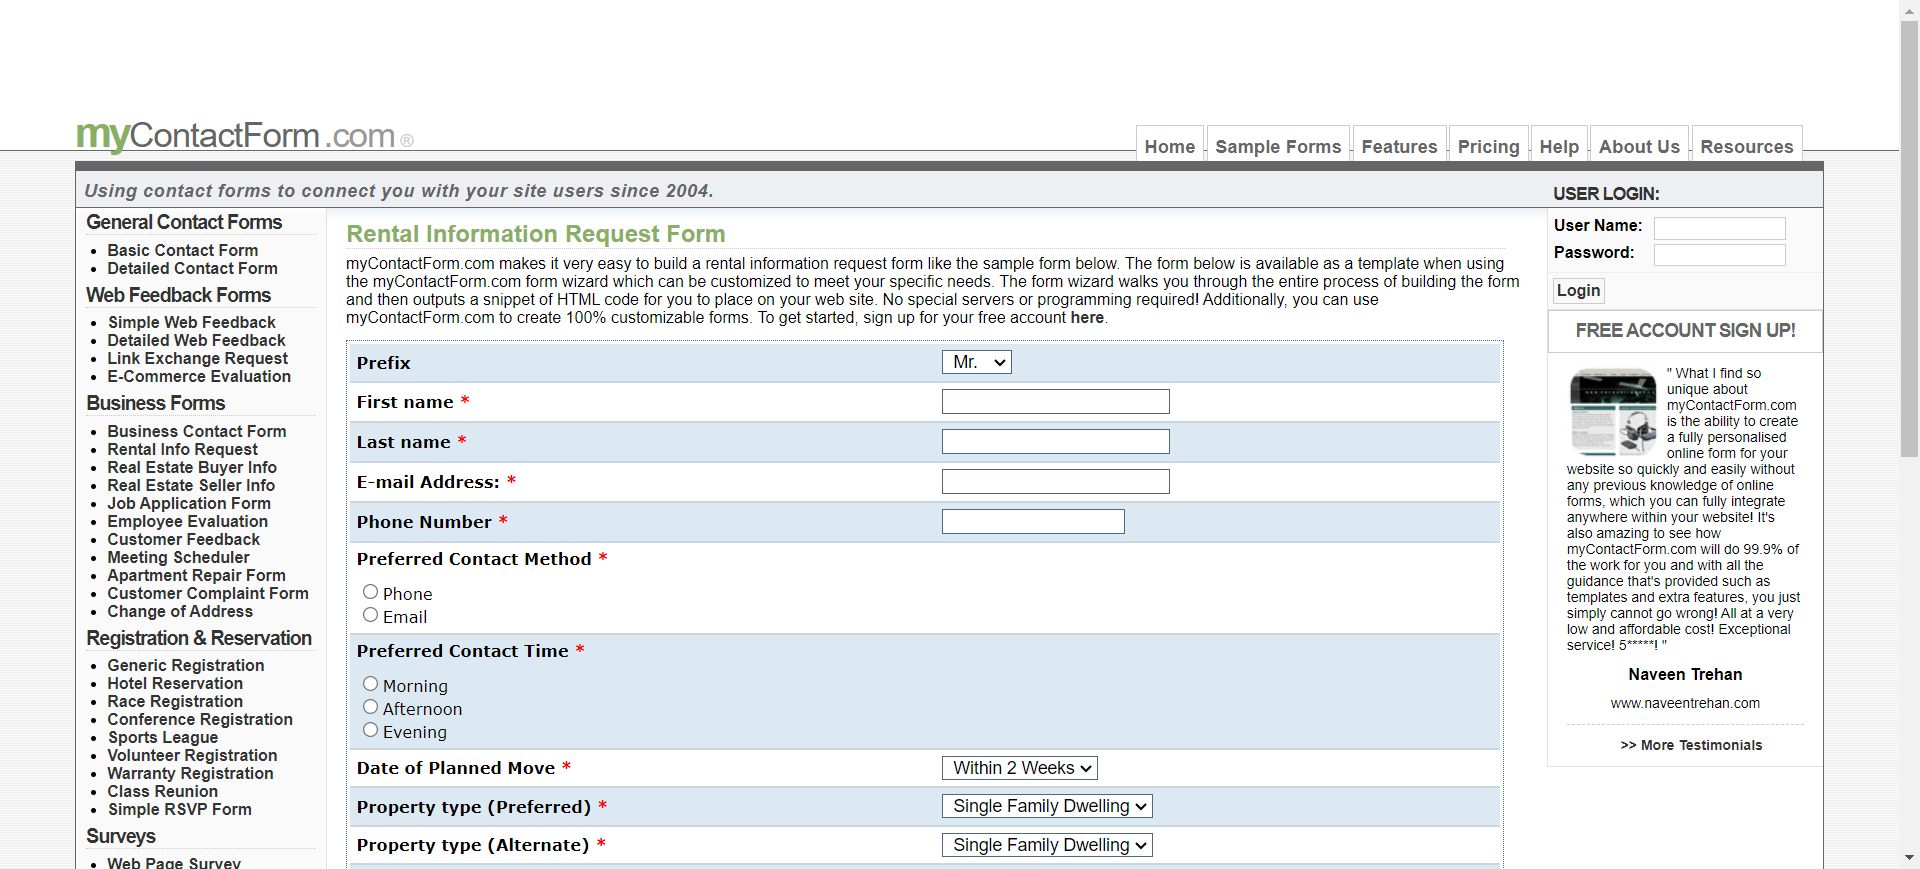 myContactForm.com®
Home
Sample Forms
Features
Pricing
Help
About Us
Resources
Using contact forms to connect you with your site users since 2004.
General Contact Forms
Basic Contact Form
Detailed Contact Form
Web Feedback Forms
Simple Web Feedback
Detailed Web Feedback
Link Exchange Request
E-Commerce Evaluation
Business Forms
Business Contact Form
Rental Info Request
Real Estate Buyer Info
Real Estate Seller Info
Job Application Form
Employee Evaluation
Customer Feedback
Meeting Scheduler
Apartment Repair Form
Customer Complaint Form
Change of Address
Registration & Reservation
Generic Registration
Hotel Reservation
Race Registration
Conference Registration
Sports League
Volunteer Registration
Warranty Registration
Class Reunion
Simple RSVP Form
Surveys
Web Page Survey
Rental Information Request Form
myContactForm.com makes it very easy to build a rental information request form like the sample form below. The form below is available as a template when using
the myContactForm.com form wizard which can be customized to meet your specific needs. The form wizard walks you through the entire process of building the form
and then outputs a snippet of HTML code for you to place on your web site. No special servers or programming required! Additionally, you can use
myContactForm.com to create 100% customizable forms. To get started, sign up for your free account here.
Prefix Mr.
First name *
Last name *
E-mail Address: *
Phone Number *
Preferred Contact Method *
Phone
Email
Preferred Contact Time *
Morning
Afternoon
Evening
Date of Planned Move * Within 2 Weeks
Property type (Preferred) * Single Family Dwelling
Property type (Alternate) * Single Family Dwelling
USER LOGIN:
User Name:
Password:
Login
FREE ACCOUNT SIGN UP!
" What I find so
unique about
myContactForm.com
is the ability to create
a fully personalised
online form for your
website so quickly and easily without
any previous knowledge of online
forms, which you can fully integrate
anywhere within your website! It's
also amazing to see how
myContactForm.com will do 99.9% of
the work for you and with all the
guidance that's provided such as
templates and extra features, you just
simply cannot go wrong! All at a very
low and affordable cost! Exceptional
service! 5*****! "
Naveen Trehan
www.naveentrehan.com
>> More Testimonials